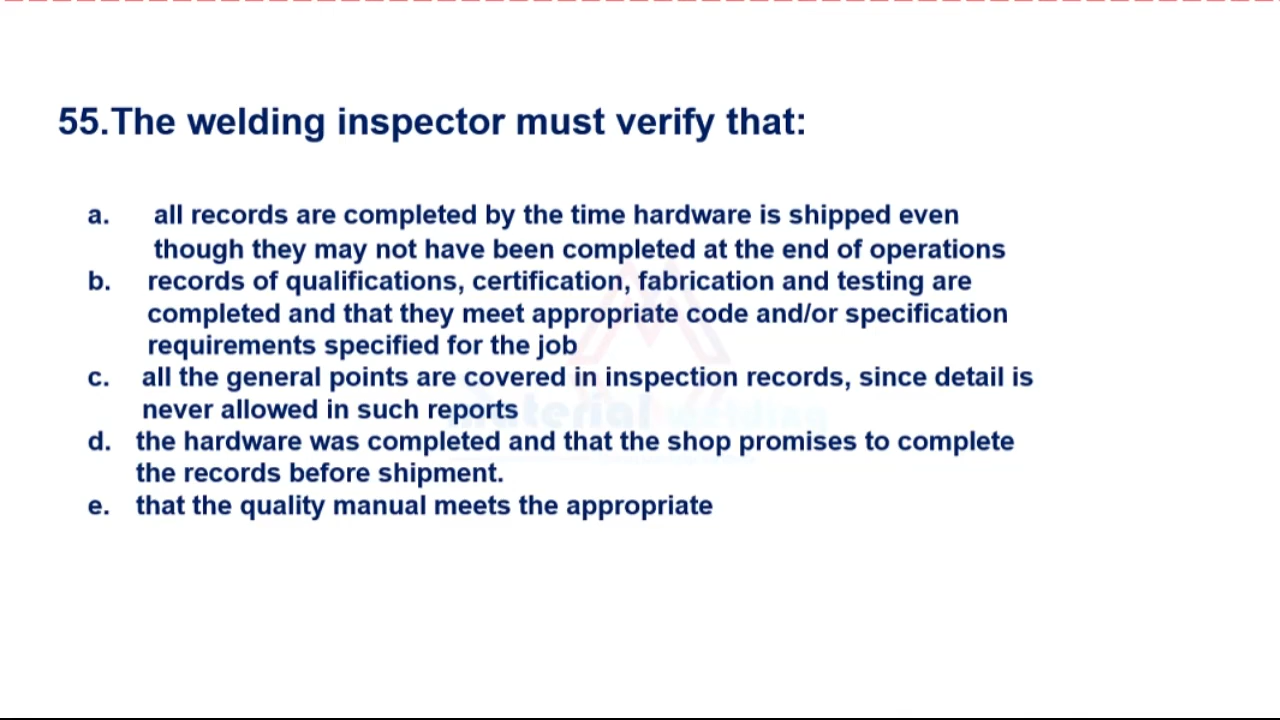 55.The welding inspector must verify that:
a. all records are completed by the time hardware is shipped even
though they may not have been completed at the end of operations
b. records of qualifications, certification, fabrication and testing are
completed and that they meet appropriate code and/or specification
requirements specified for the job
c. all the general points are covered in inspection records, since detail is
never allowed in such reports
material welding
d. the hardware was completed and that the shop promises to complete
the records before shipment.
e. that the quality manual meets the appropriate